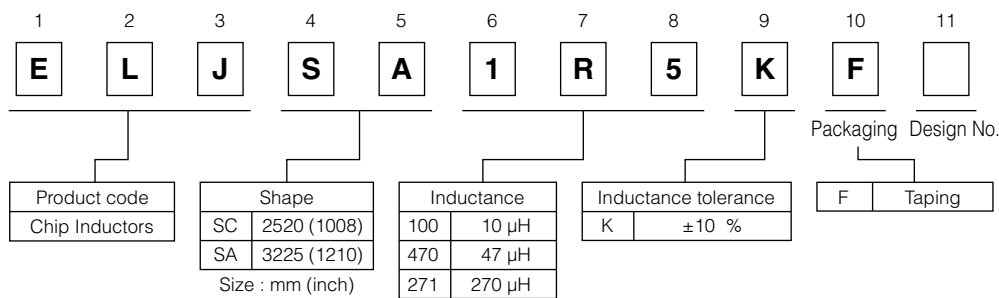 1 2 3 4 5 6 7 8 9 10 11
E L J S A 1 R 5 K F
Packaging Design No.
Product code
Chip Inductors
Shape
SC 2520 (1008)
SA 3225 (1210)
Size : mm (inch)
Inductance
100 10 µH
470 47 µH
271 270 µH
Inductance tolerance
K ±10 %
F Taping